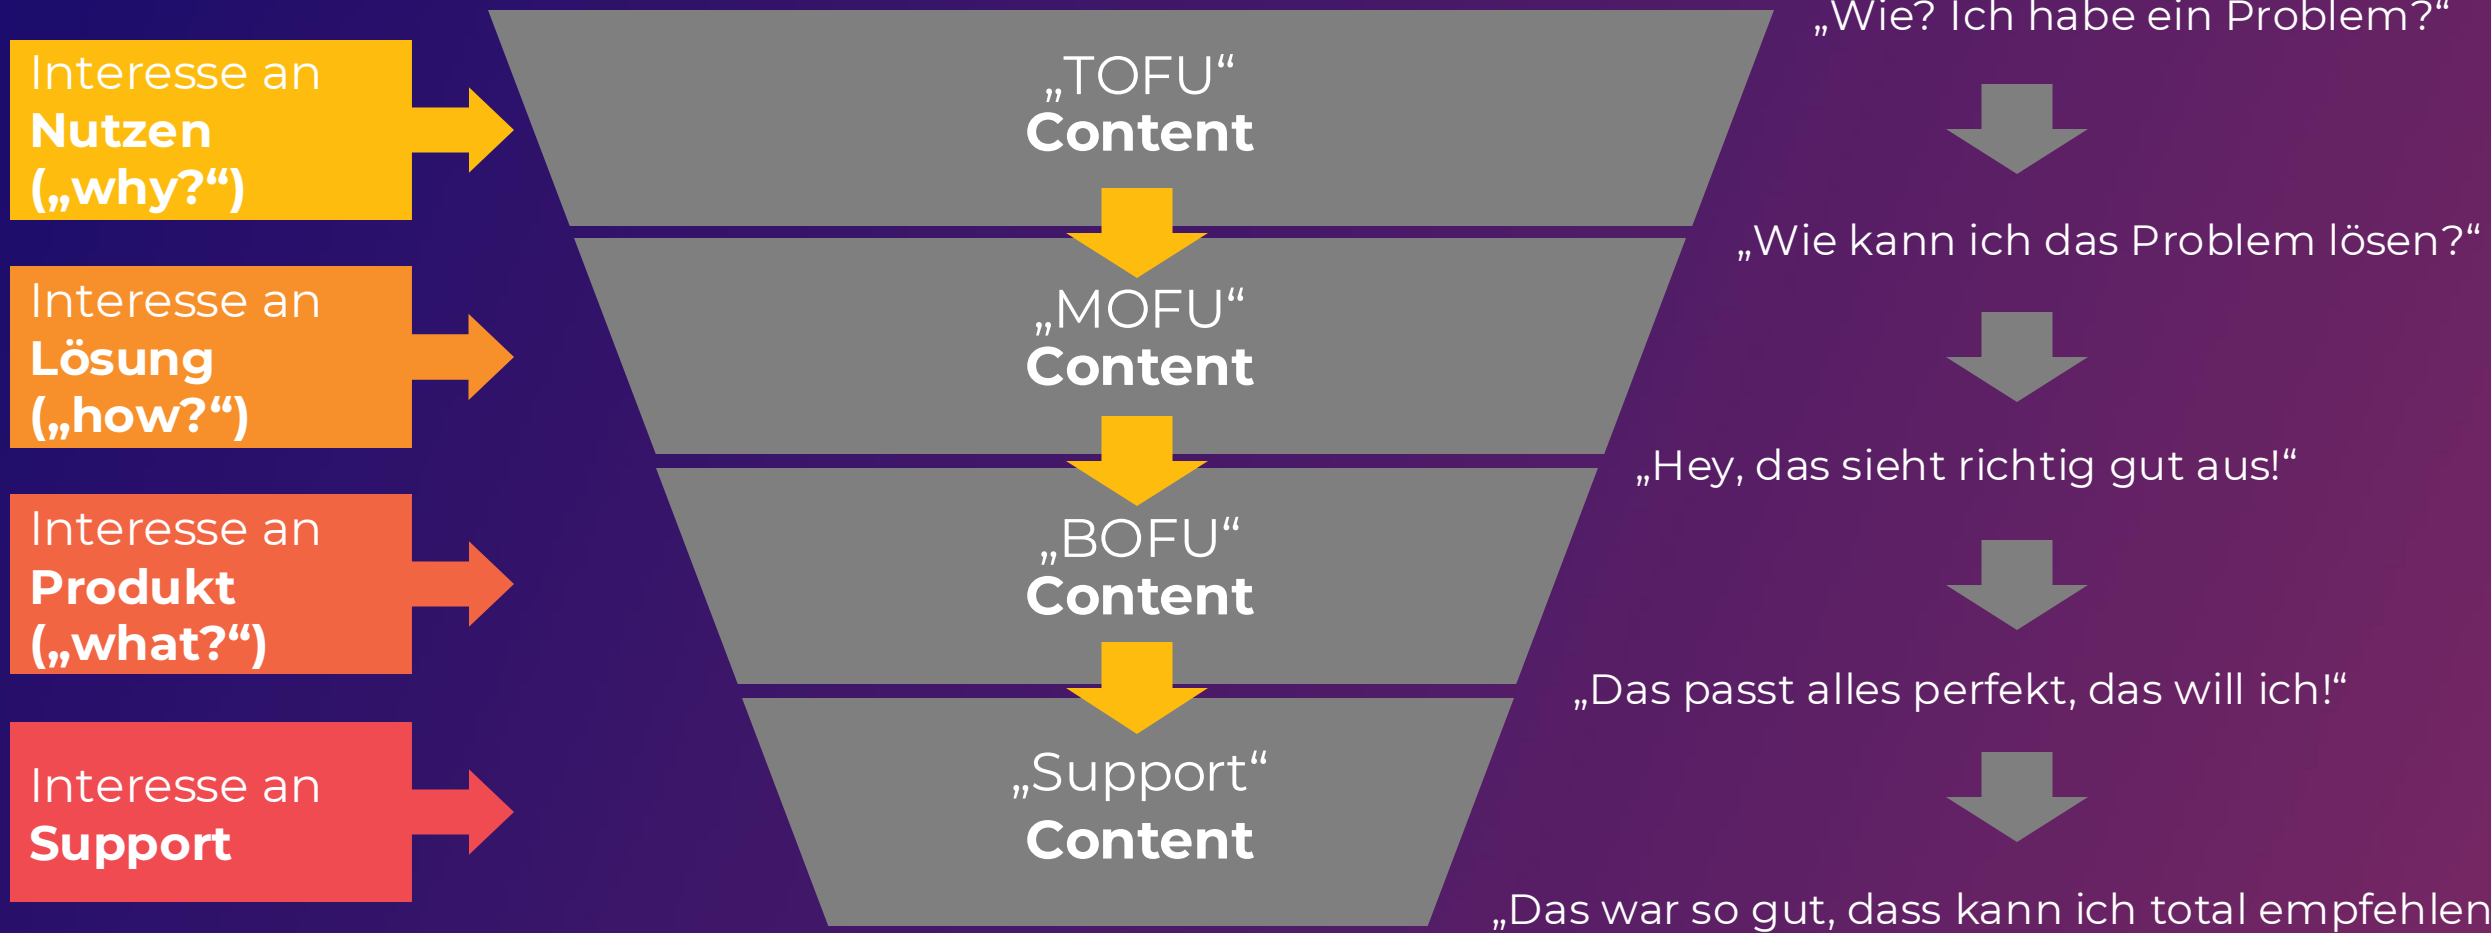 Interesse an
Nutzen
(„why?“)
Interesse an
Lösung
(„how?“)
Interesse an
Produkt
(„what?“)
Interesse an
Support
„TOFU“
Content
„MOFU“
Content
„BOFU“
Content
„Support“
Content
„Wie? Ich habe ein Problem?“
„Wie kann ich das Problem lösen?“
„Hey, das sieht richtig gut aus!“
„Das passt alles perfekt, das will ich!“
„Das war so gut, dass kann ich total empfehlen